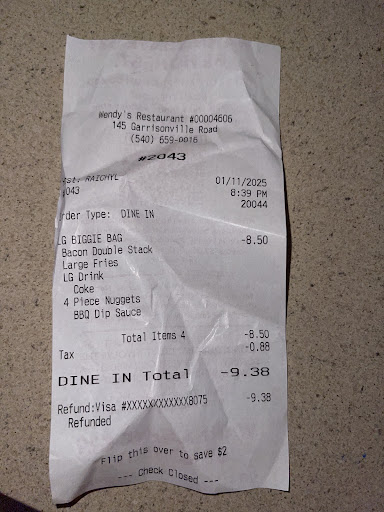 Wendy's Restaurant #00004606
145 Garrisonville Road
(540) 659-0016
#2043
RAICHYL 01/11/2025
8:39 PM
20044
Order Type: DINE IN
LG BIGGIE BAG -8.50
Bacon Double Stack
Large Fries
LG Drink
Coke
4 Piece Nuggets
BBQ Dip Sauce
Total Items 4 -8.50
Tax -0.88
DINE IN Total -9.38
Refund:Visa #XXXXXXXXXXXX8075 -9.38
Refunded
Flip this over to save $2
--- Check Closed ---